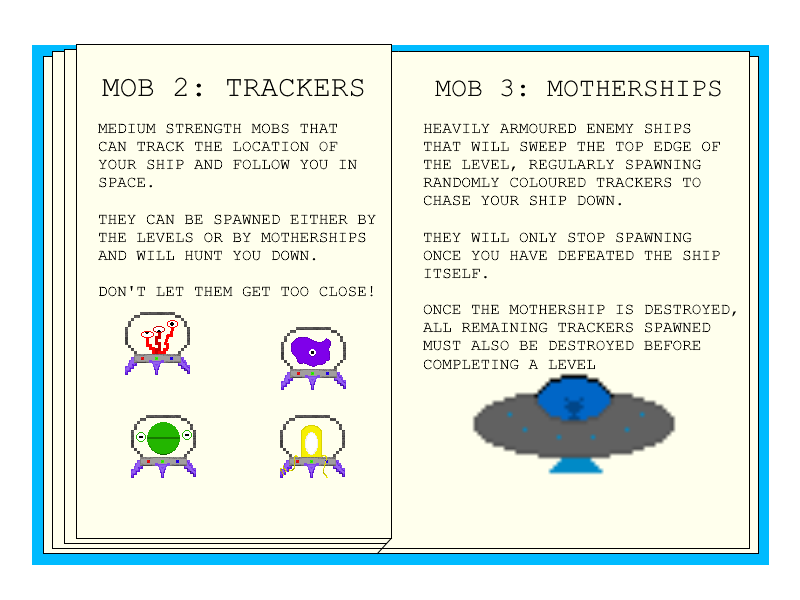 MOB 2: TRACKERS
MEDIUM STRENGTH MOBS THAT
CAN TRACK THE LOCATION OF
YOUR SHIP AND FOLLOW YOU IN
SPACE.
THEY CAN BE SPAWNED EITHER BY
THE LEVELS OR BY MOTHERSHIPS
AND WILL HUNT YOU DOWN.
DON'T LET THEM GET TOO CLOSE!
MOB 3: MOTHERSHIPS
HEAVILY ARMOURED ENEMY SHIPS
THAT WILL SWEEP THE TOP EDGE OF
THE LEVEL, REGULARLY SPAWNING
RANDOMLY COLOURED TRACKERS TO
CHASE YOUR SHIP DOWN.
THEY WILL ONLY STOP SPAWNING
ONCE YOU HAVE DEFEATED THE SHIP
ITSELF.
ONCE THE MOTHERSHIP IS DESTROYED,
ALL REMAINING TRACKERS SPAWNED
MUST ALSO BE DESTROYED BEFORE
COMPLETING A LEVEL